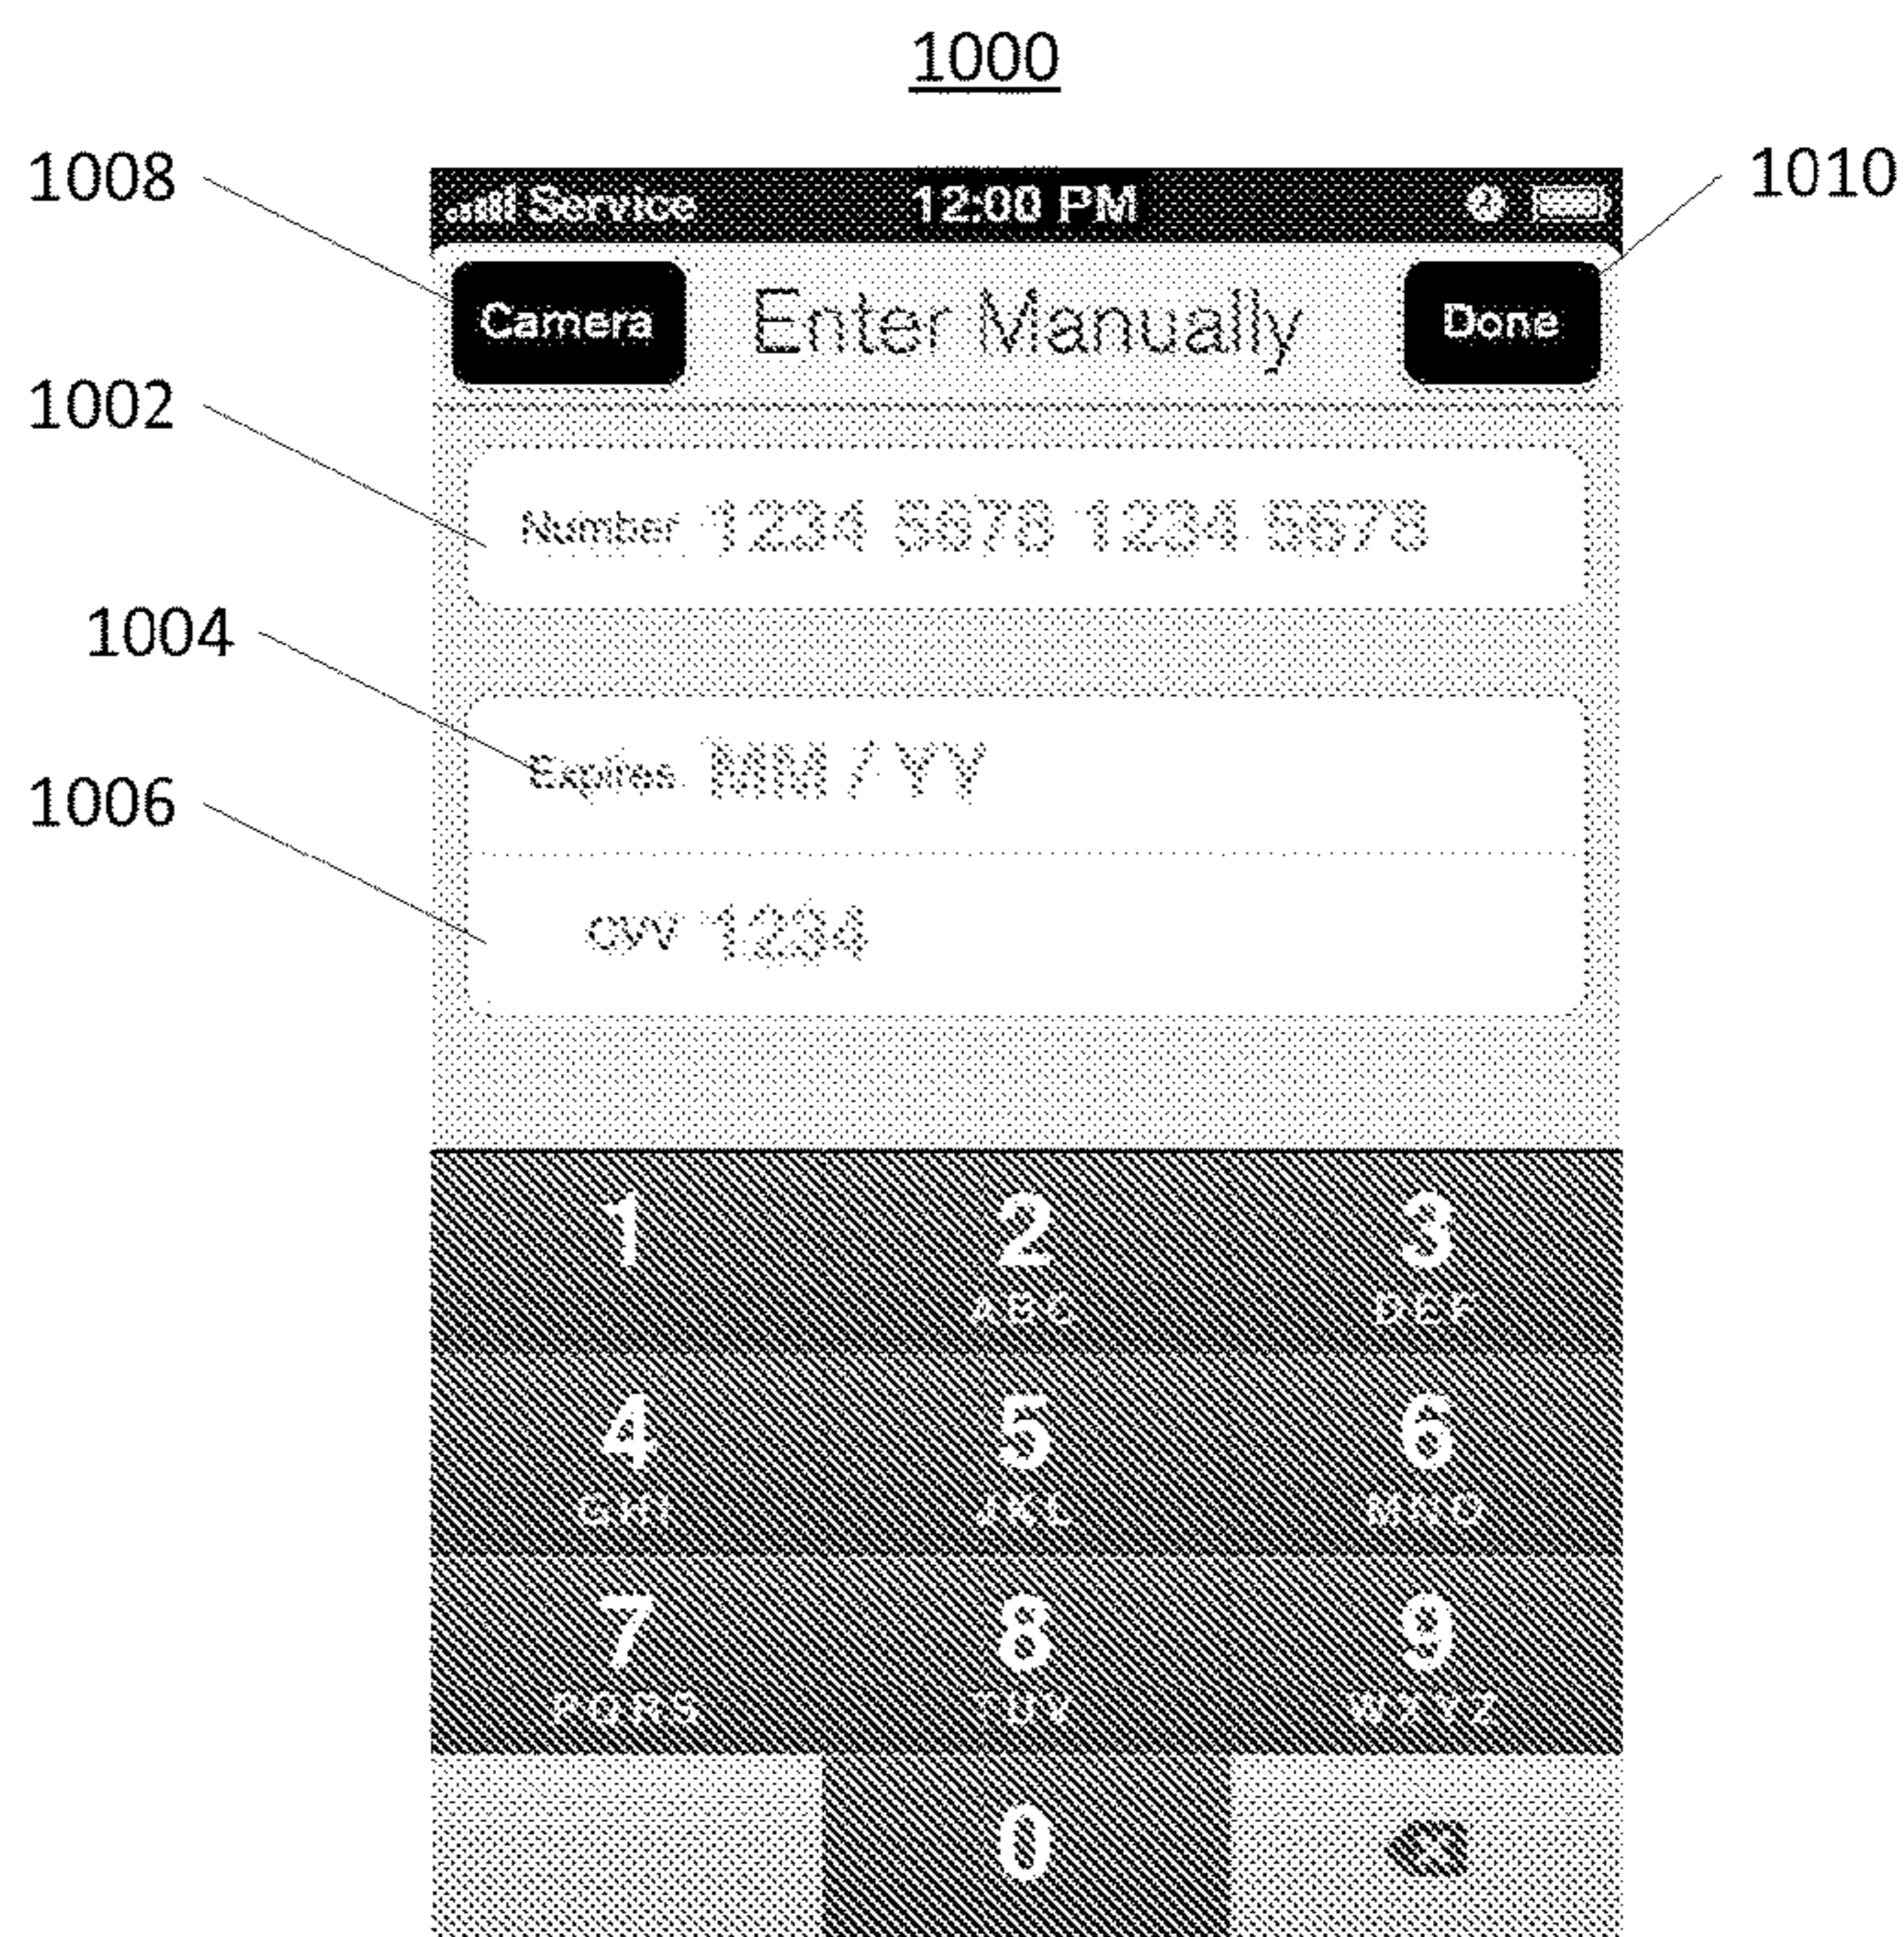 1000
1008
1010
Service 12:00 PM
Camera Enter Manually Done
1002
Number 1234 5678 1234 5678
1004
Expires MM / YY
1006
CVV 1234
1 2 3
ABC DEF
4 5 6
GHI JKL MNO
7 8 9
PQRS TUV WXYZ
0